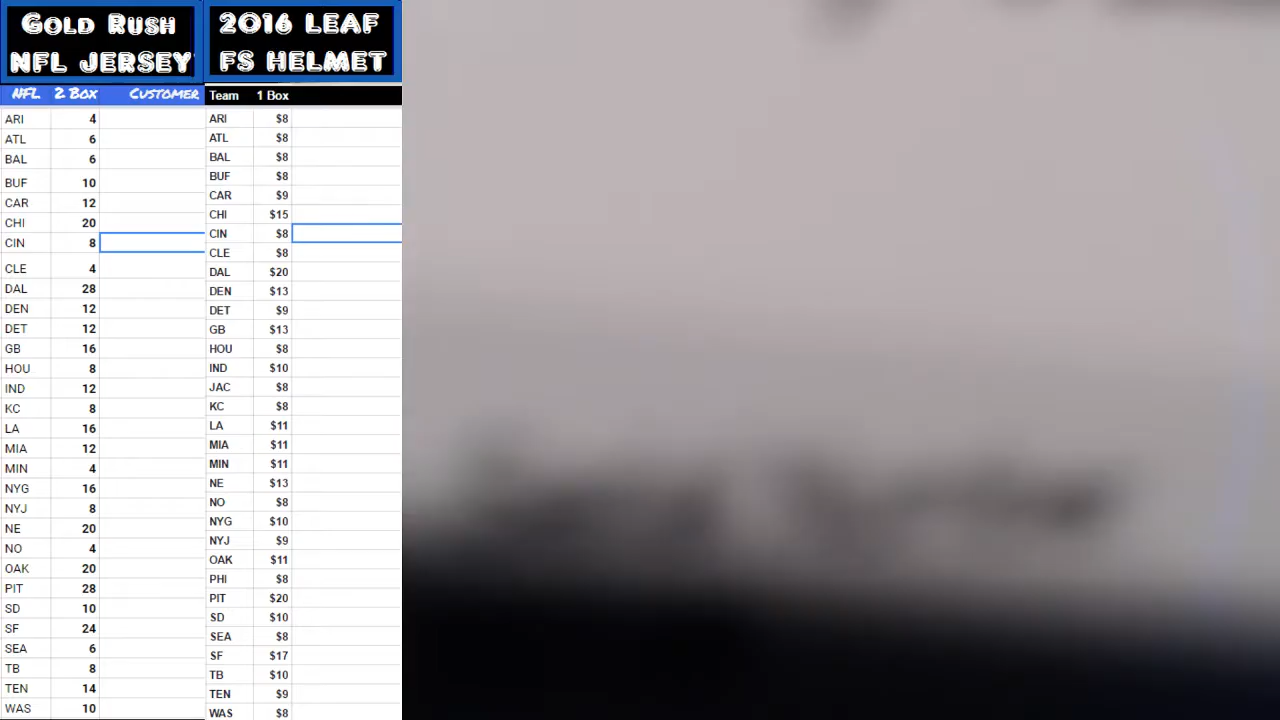 GOLD RUSH
NFL JERSEY
NFL 2 BOX CUSTOMER
ARI 4
ATL 6
BAL 6
BUF 10
CAR 12
CHI 20
CIN 8
CLE 4
DAL 28
DEN 12
DET 12
GB 16
HOU 8
IND 12
KC 8
LA 16
MIA 12
MIN 4
NYG 16
NYJ 8
NE 20
NO 4
OAK 20
PIT 28
SD 10
SF 24
SEA 6
TB 8
TEN 14
WAS 10
2016 LEAF
FS HELMET
Team 1 Box
ARI $8
ATL $8
BAL $8
BUF $8
CAR $9
CHI $15
CIN $8
CLE $8
DAL $20
DEN $13
DET $9
GB $13
HOU $8
IND $10
JAC $8
KC $8
LA $11
MIA $11
MIN $11
NE $13
NO $8
NYG $10
NYJ $9
OAK $11
PHI $8
PIT $20
SD $10
SEA $8
SF $17
TB $10
TEN $9
WAS $8